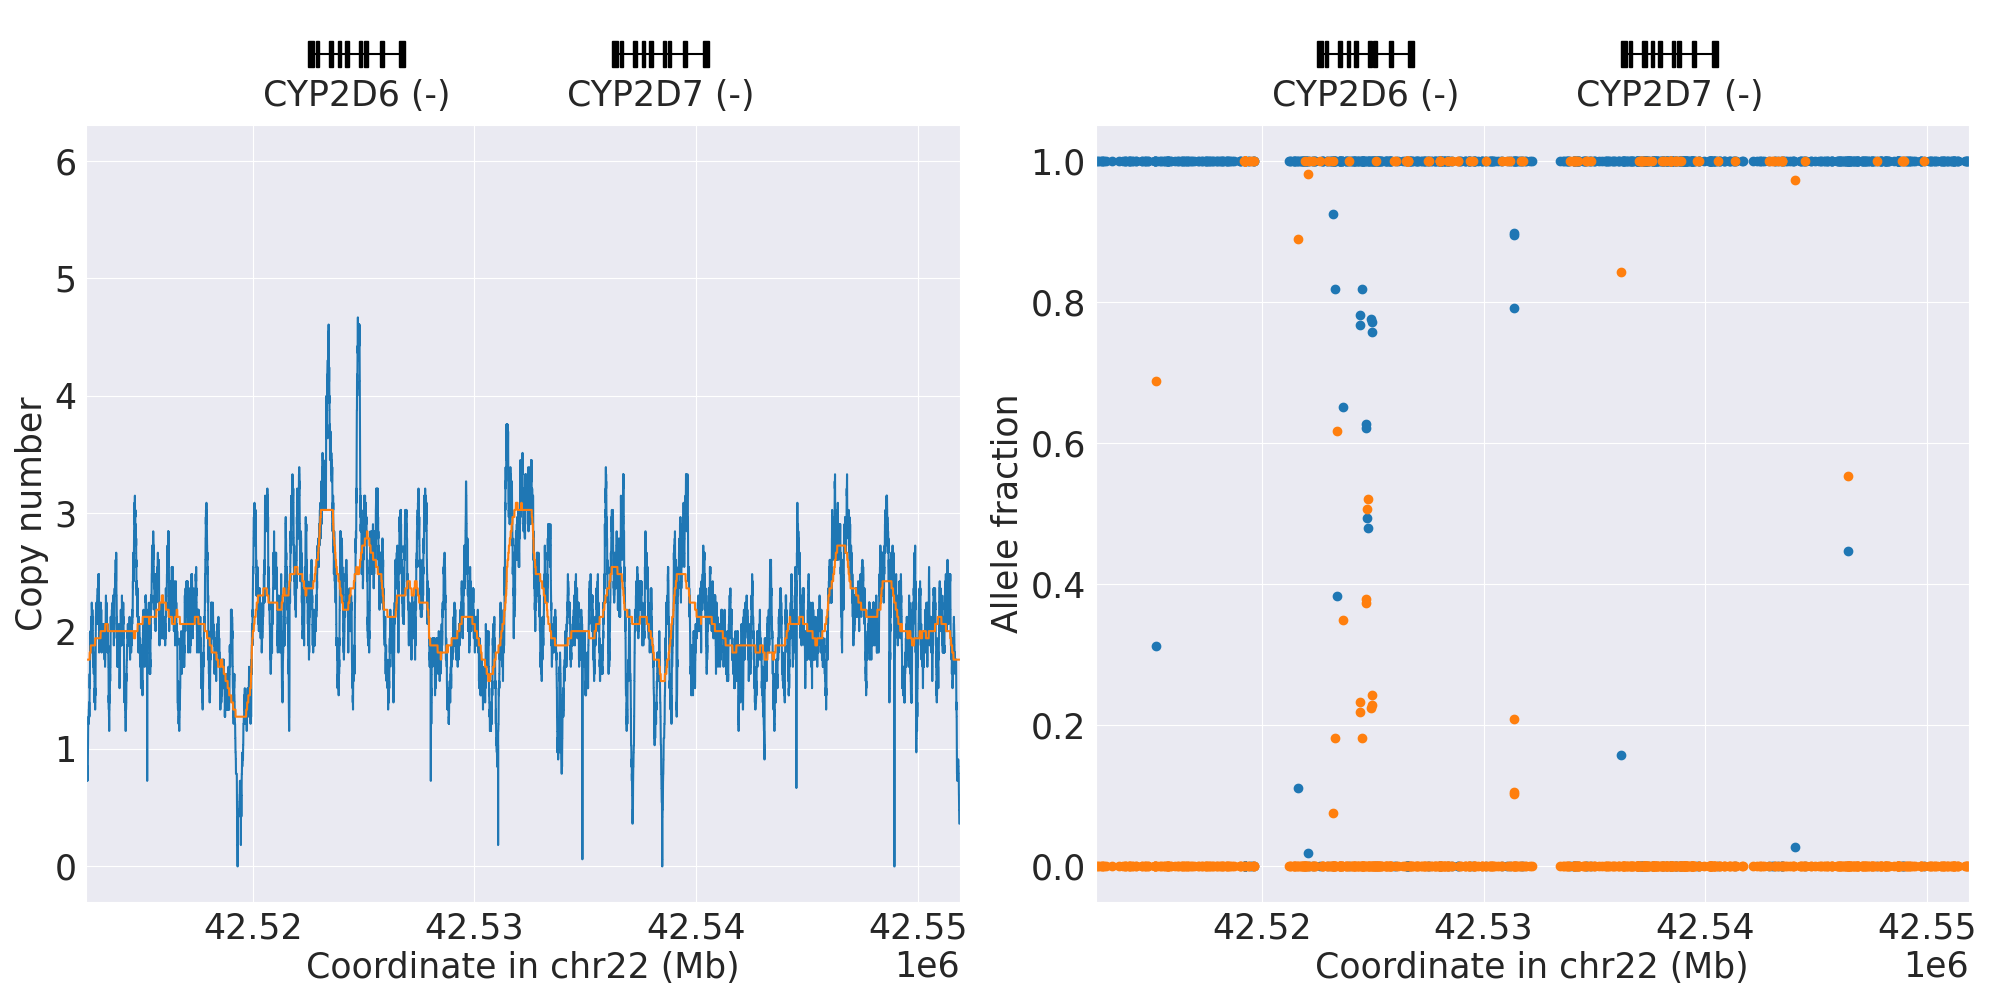 CYP2D6 (-)
CYP2D7 (-)
CYP2D6 (-)
CYP2D7 (-)
6
5
4
3
2
1
0
Copy number
42.52
42.53
42.54
42.55
1e6
Coordinate in chr22 (Mb)
1.0
0.8
0.6
0.4
0.2
0.0
Allele fraction
42.52
42.53
42.54
42.55
1e6
Coordinate in chr22 (Mb)